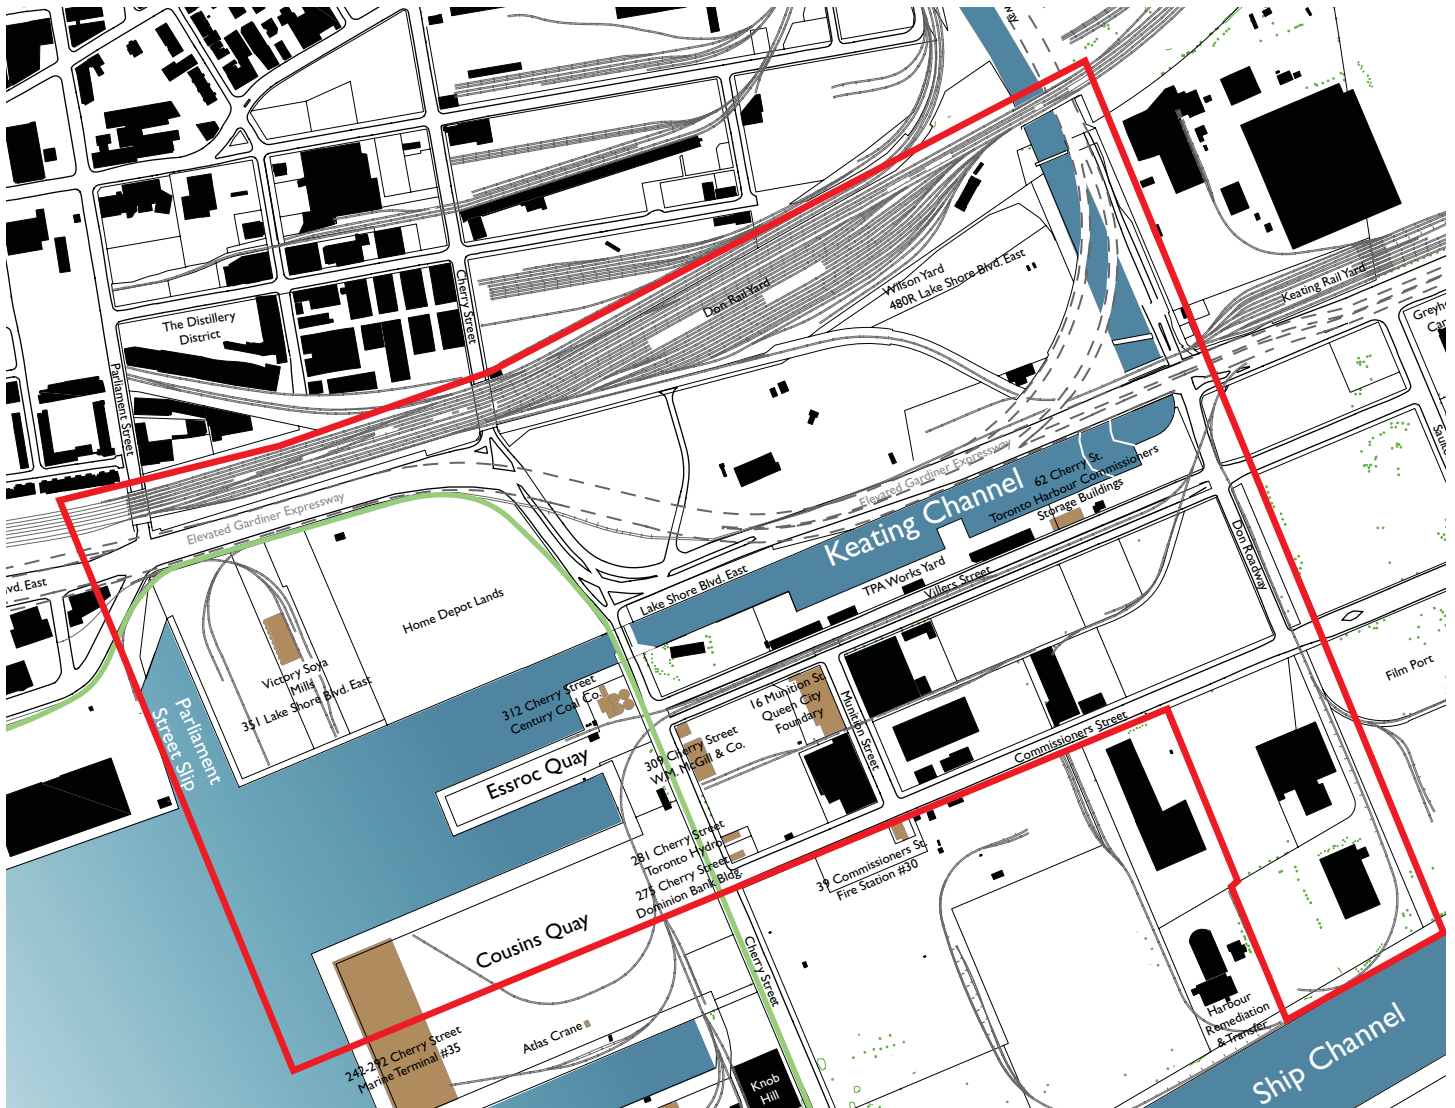 way
Cherry Street
The Distillery
District
Parliament Street
Don Rail Yard
Wilson Yard
480R Lake Shore Blvd. East
Keating Rail Yard
Elevated Gardiner Expressway
Elevated Gardiner Expressway
Keating Channel
62 Cherry St.
Toronto Harbour Commissioners
Storage Buildings
Don Roadway
vd. East
Lake Shore Blvd. East
TPA Works Yard
Villers Street
Home Depot Lands
Victory Soya
Mills
351 Lake Shore Blvd. East
Parliament
Street Slip
312 Cherry Street
Century Coal Co.
Essroc Quay
309 Cherry Street
W.M. McGill & Co.
16 Munition St.
Queen City
Foundary
Munition Street
Commissioners Street
Film Port
281 Cherry Street
Toronto Hydro
275 Cherry Street
Dominion Bank Bldg.
39 Commissioners St.
Fire Station #30
Cousins Quay
Cherry Street
242-292 Cherry Street
Marine Terminal #35
Atlas Crane
Knob
Hill
Harbour
Remediation
& Transfer
Ship Channel